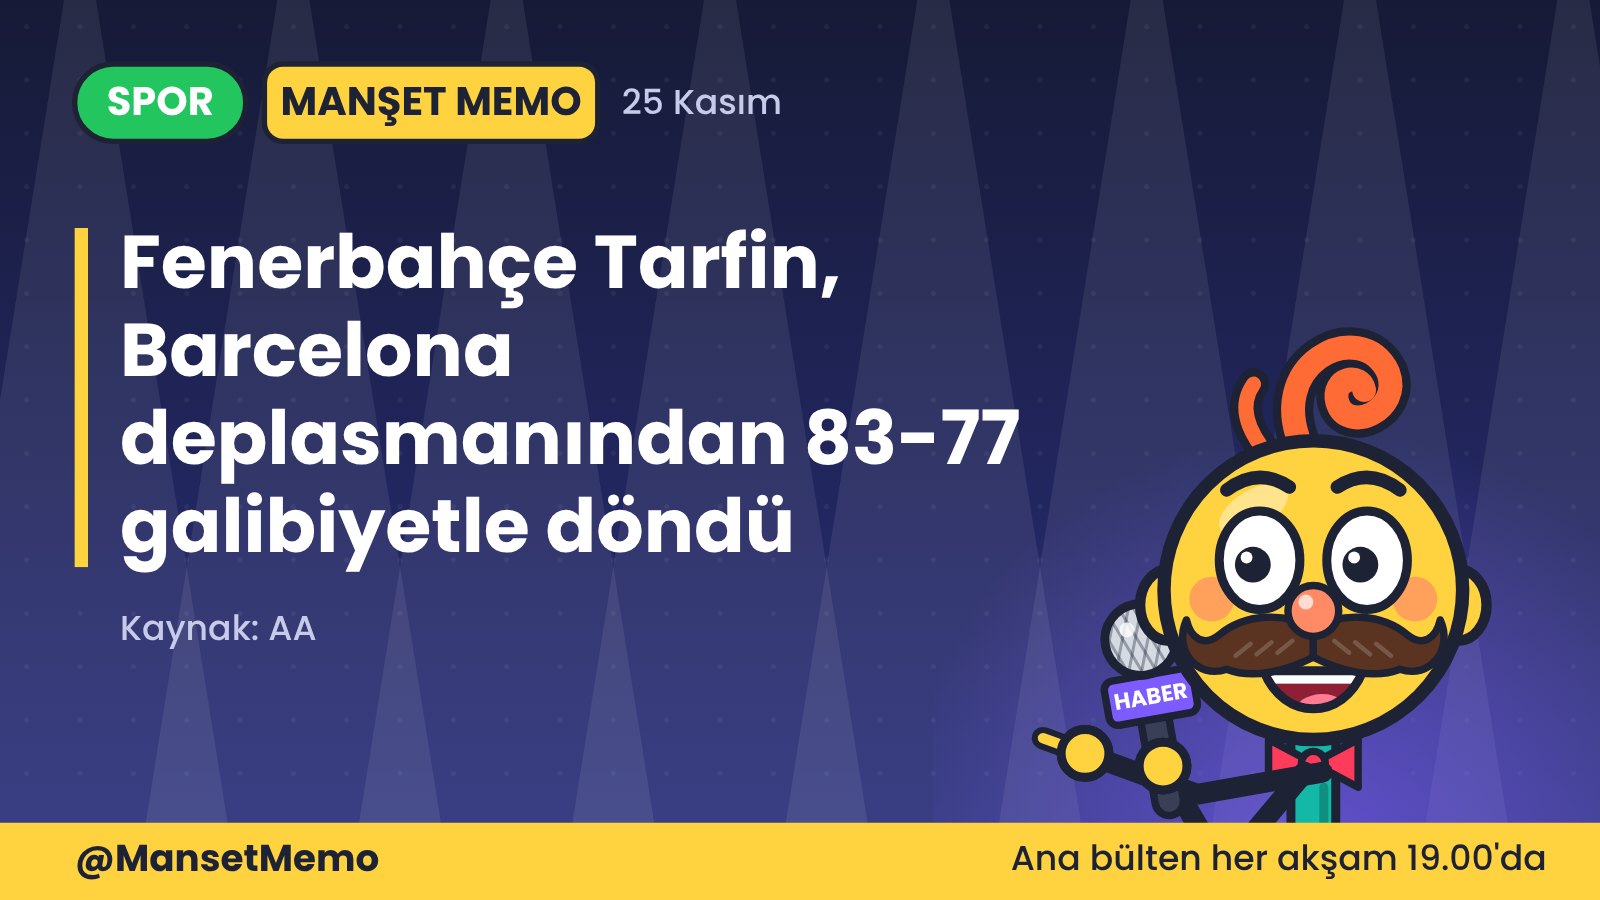 SPOR
MANŞET MEMO
25 Kasım
Fenerbahçe Tarfin,
Barcelona
deplasmanından 83-77
galibiyetle döndü
Kaynak: AA
HABER
@MansetMemo
Ana bülten her akşam 19.00'da